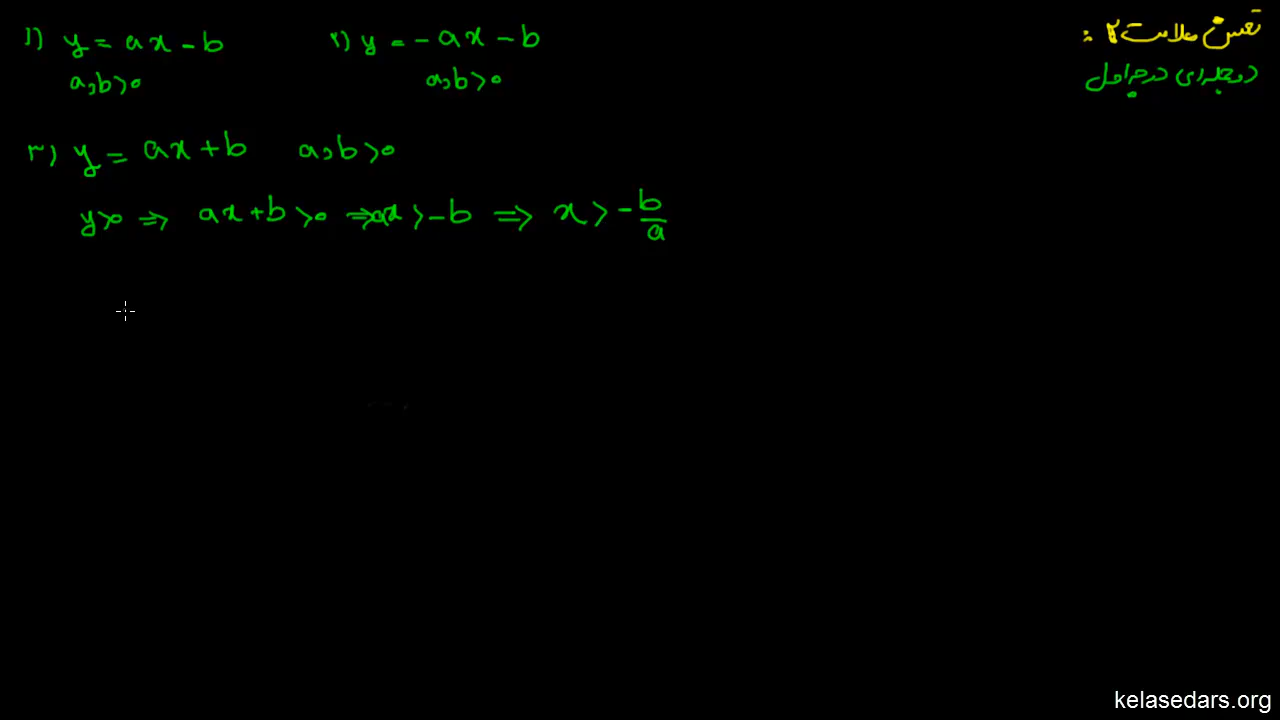 تعیین علامت ۲ :
دو جمله ای درجه اول
۱) y = ax - b ۲) y = -ax - b
a,b>0 a,b>0
۳) y = ax + b a,b>0
y>0 ⇒ ax+b>0 ⇒ ax>-b ⇒ x>-b/a
kelasedars.org